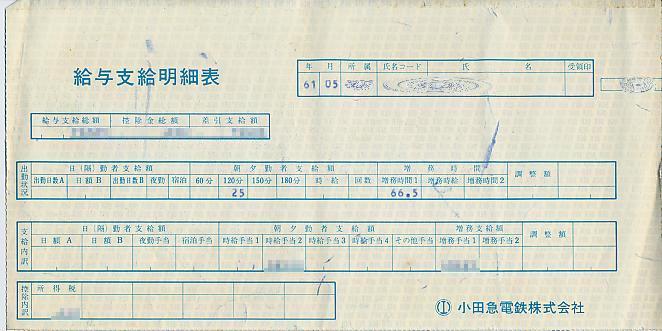 給与支給明細表
年 月 所属 氏名コード 氏 名 受領印
61 05
給与支給総額 控除金総額 差引支給額
出勤状況
日(隔)勤者支給額 朝夕勤者支給額 増務時間 調整額
出勤日数A 日額B 出勤日数B 夜勤 宿泊 60分 120分 150分 180分 時給 回数 増務時間1 増務時給 増務時間2
25 66.5
支給内訳
日(隔)勤者支給額 朝夕勤者支給額 増務支給額 調整額
日額A 日額B 夜勤手当 宿泊手当 時給手当1 時給手当2 時給手当3 時給手当4 その他手当 増務手当1 増務手当2
控除内訳
所得税
小田急電鉄株式会社